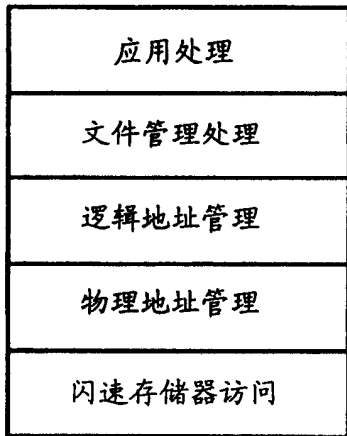 应用处理
文件管理处理
逻辑地址管理
物理地址管理
闪速存储器访问